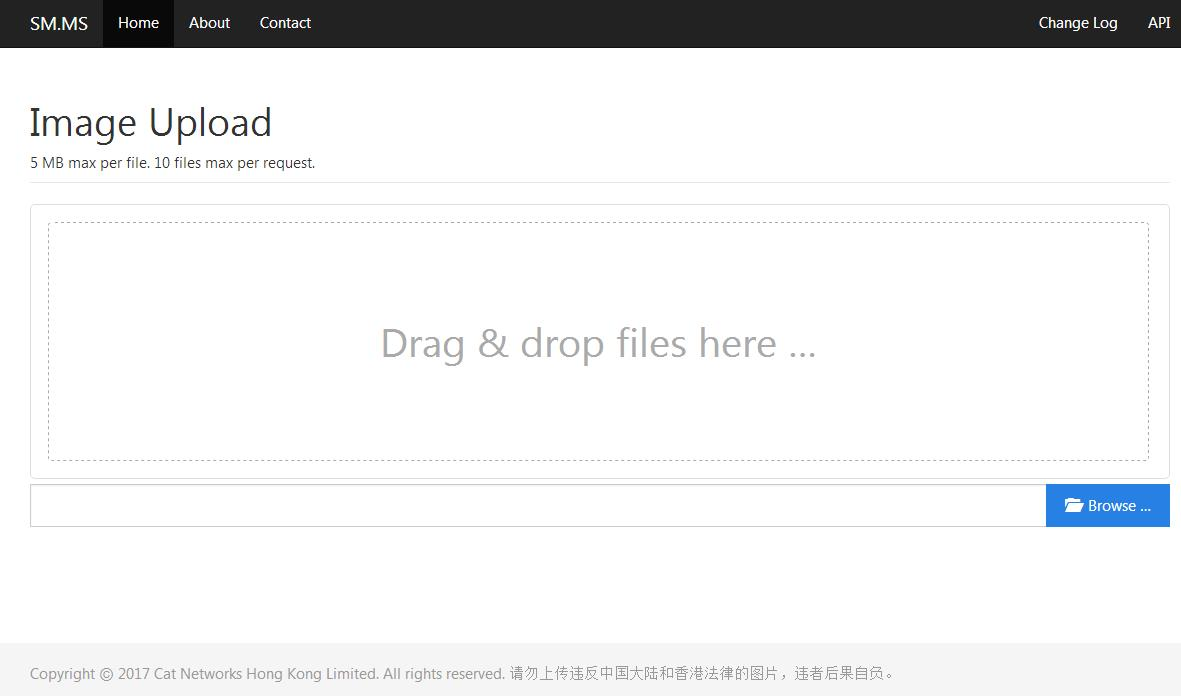 SM.MS Home About Contact Change Log API
Image Upload
5 MB max per file. 10 files max per request.
Drag & drop files here ...
Browse ...
Copyright © 2017 Cat Networks Hong Kong Limited. All rights reserved. 请勿上传违反中国大陆和香港法律的图片，违者后果自负。